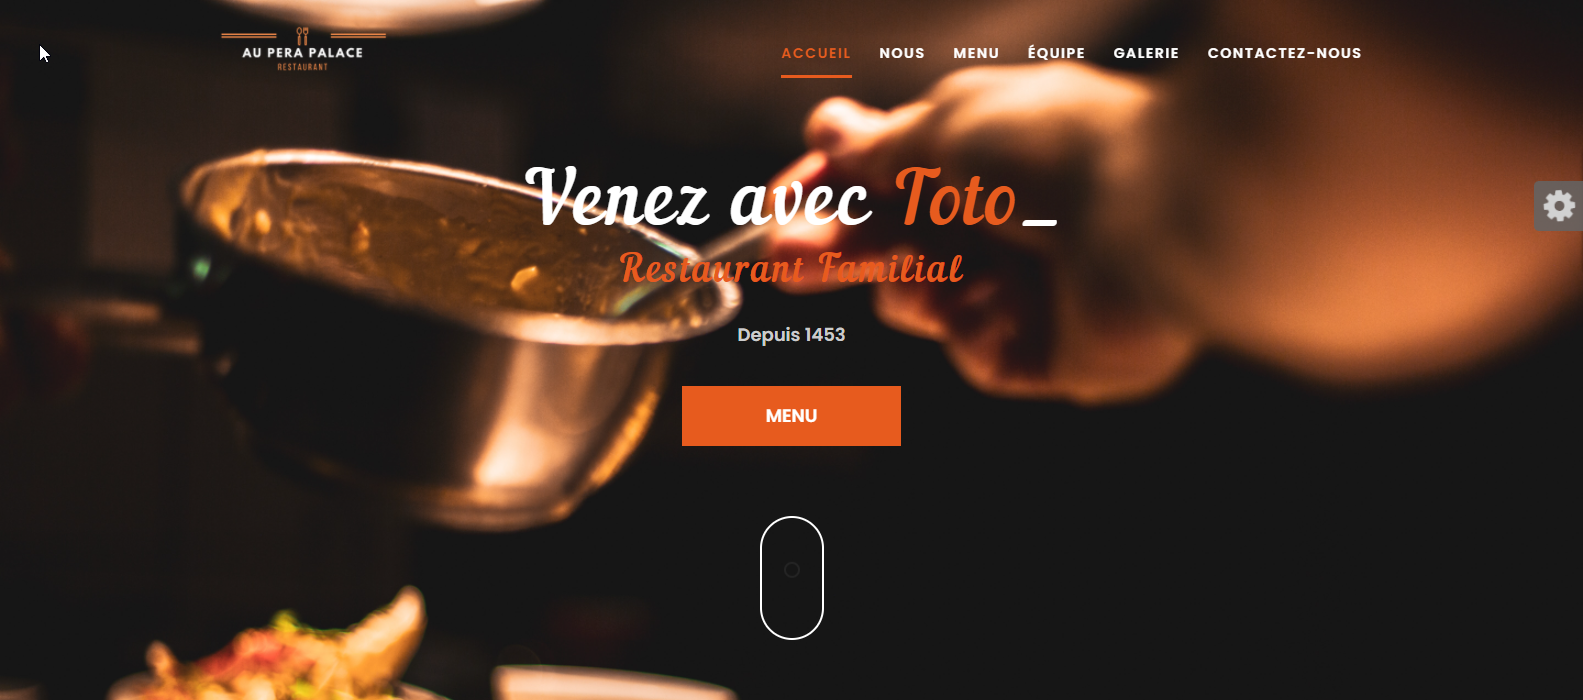 AU PERA PALACE
RESTAURANT
ACCUEIL NOUS MENU ÉQUIPE GALERIE CONTACTEZ-NOUS
Venez avec Toto_
Restaurant Familial
Depuis 1453
MENU